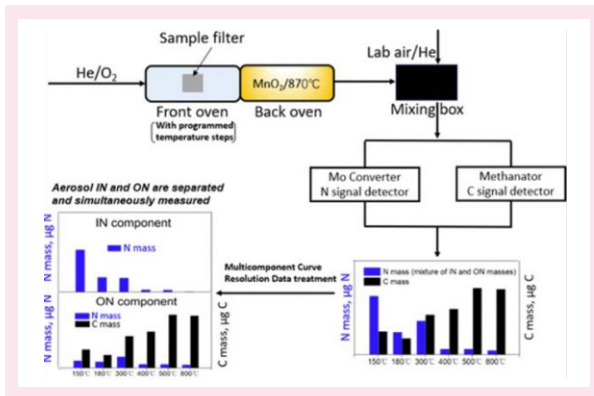 Sample filter
He/O2
MnO2/870℃
Lab air/He
Front oven
Back oven
Mixing box
(With programmed
temperature steps)
Mo Converter
N signal detector
Methanator
C signal detector
Aerosol IN and ON are separated
and simultaneously measured
IN component
N mass, µg N
N mass
ON component
N mass
C mass
N mass, µg N
C mass, µg C
150℃ 180℃ 300℃ 400℃ 500℃ 800℃
Multicomponent Curve
Resolution Data treatment
N mass (mixture of IN and ON masses)
C mass
N mass, µg N
C mass, µg C
150℃ 180℃ 300℃ 400℃ 500℃ 800℃